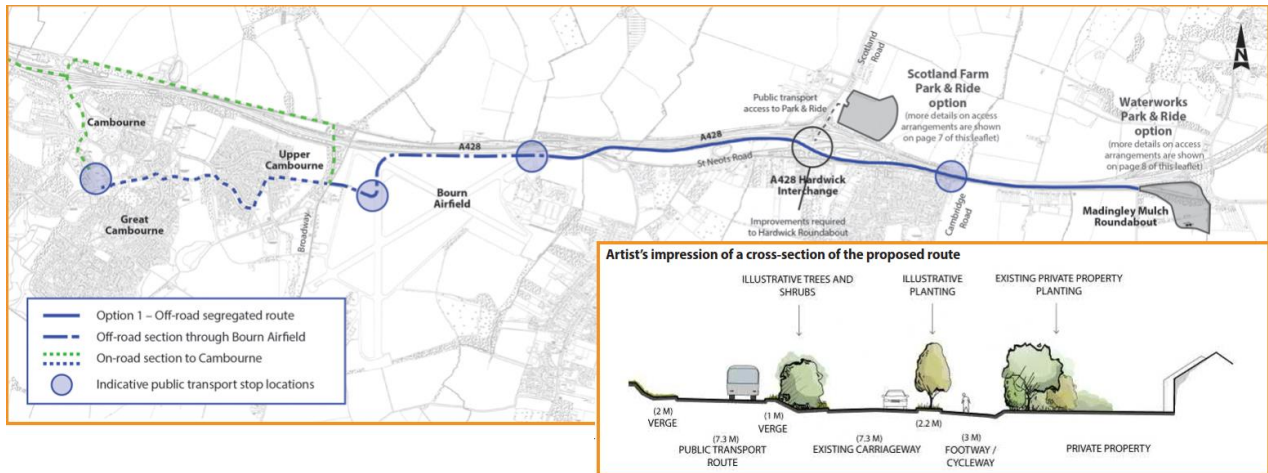 Cambourne
Great
Cambourne
Upper
Cambourne
Broadway
Bourn
Airfield
A428
A428
St Neots Road
Public transport
access to Park & Ride
Scotland
Road
Scotland Farm
Park & Ride
option
(more details on access
arrangements are shown
on page 7 of this leaflet)
A428 Hardwick
Interchange
Improvements required
to Hardwick Roundabout
Cambridge
Road
Waterworks
Park & Ride
option
(more details on access
arrangements are shown
on page 8 of this leaflet)
Madingley Mulch
Roundabout
N
Option 1 – Off-road segregated route
Off-road section through Bourn Airfield
On-road section to Cambourne
Indicative public transport stop locations
Artist's impression of a cross-section of the proposed route
ILLUSTRATIVE TREES AND
SHRUBS
ILLUSTRATIVE
PLANTING
EXISTING PRIVATE PROPERTY
PLANTING
(2 M)
VERGE
(7.3 M)
PUBLIC TRANSPORT
ROUTE
(1 M)
VERGE
(7.3 M)
EXISTING CARRIAGEWAY
(2.2 M)
(3 M)
FOOTWAY /
CYCLEWAY
PRIVATE PROPERTY